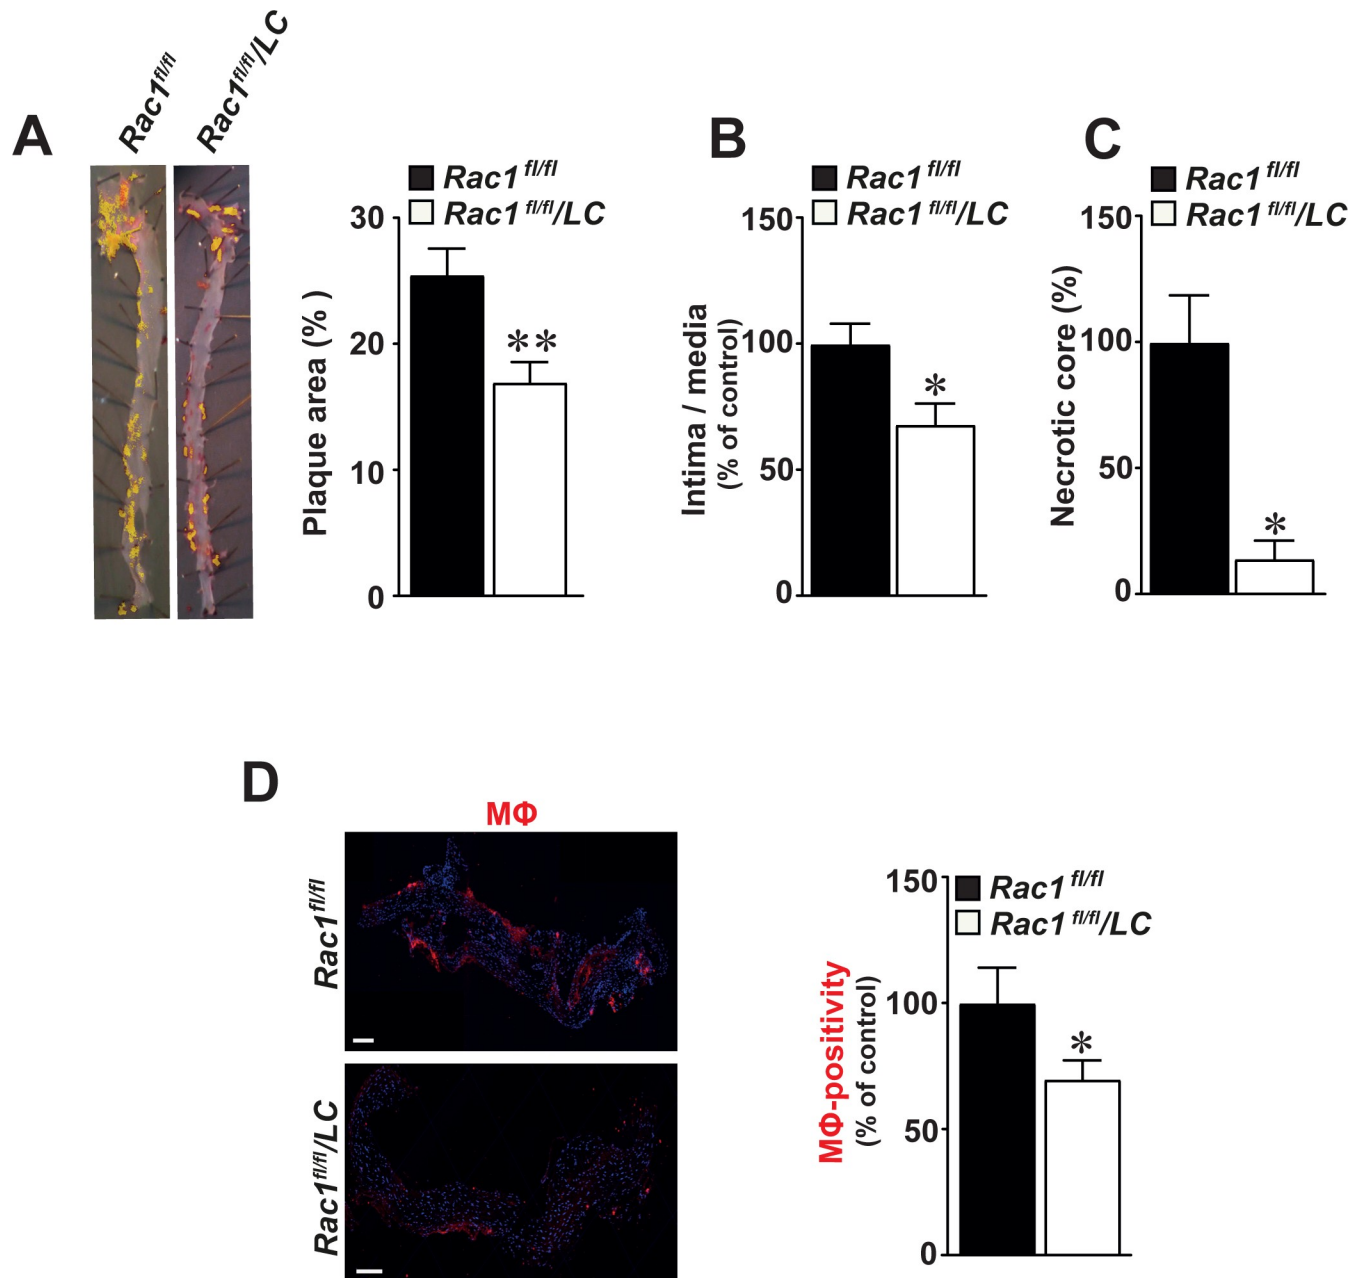 A
Rac1fl/fl
Rac1fl/fl/LC
Rac1 fl/fl
Rac1 fl/fl/LC
30
20
10
0
Plaque area (% )
**
B
Rac1 fl/fl
Rac1 fl/fl/LC
150
100
50
0
Intima / media
(% of control)
*
C
Rac1 fl/fl
Rac1 fl/fl/LC
150
100
50
0
Necrotic core (%)
*
D
MΦ
Rac1fl/fl
Rac1fl/fl/LC
Rac1 fl/fl
Rac1 fl/fl/LC
150
100
50
0
MΦ-positivity
(% of control)
*